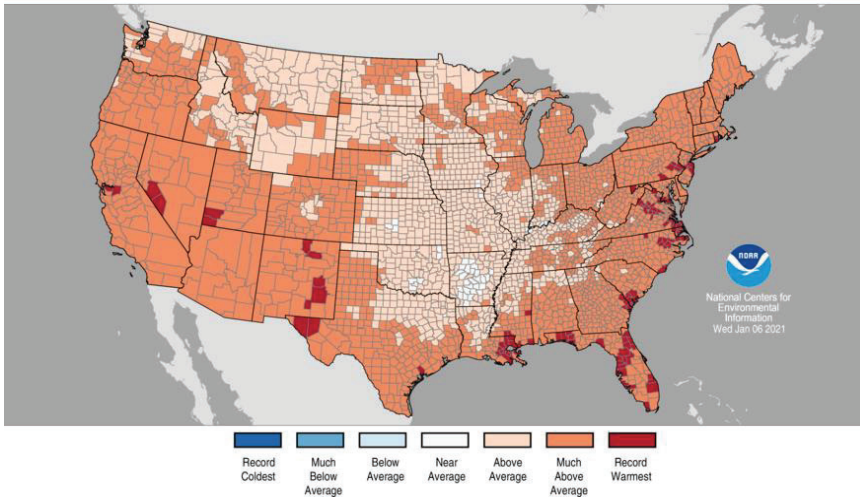 NOAA
National Centers for
Environmental
Information
Wed Jan 06 2021
Record
Coldest
Much
Below
Average
Below
Average
Near
Average
Above
Average
Much
Above
Average
Record
Warmest